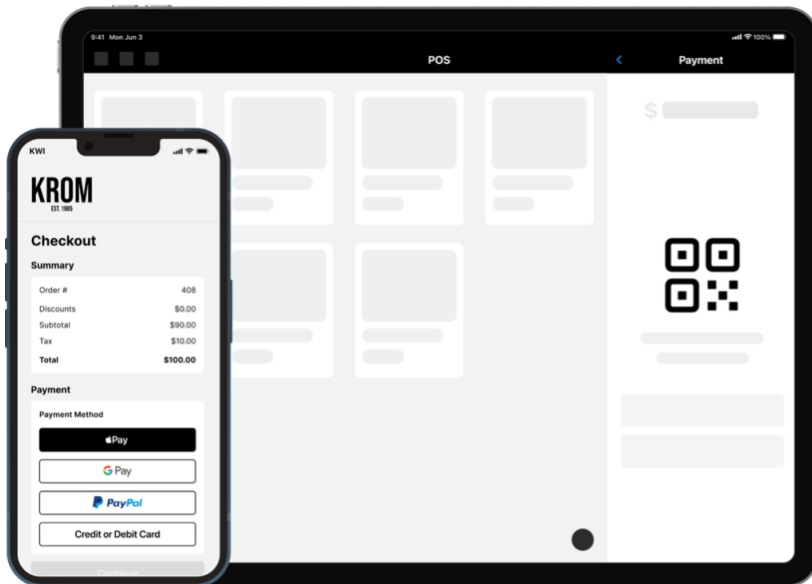 9:41 Mon Jun 3
100%
POS
Payment
$
KWI
KROM
EST. 1985
Checkout
Summary
Order # 408
Discounts $0.00
Subtotal $90.00
Tax $10.00
Total $100.00
Payment
Payment Method
Pay
G Pay
PayPal
Credit or Debit Card
Continue